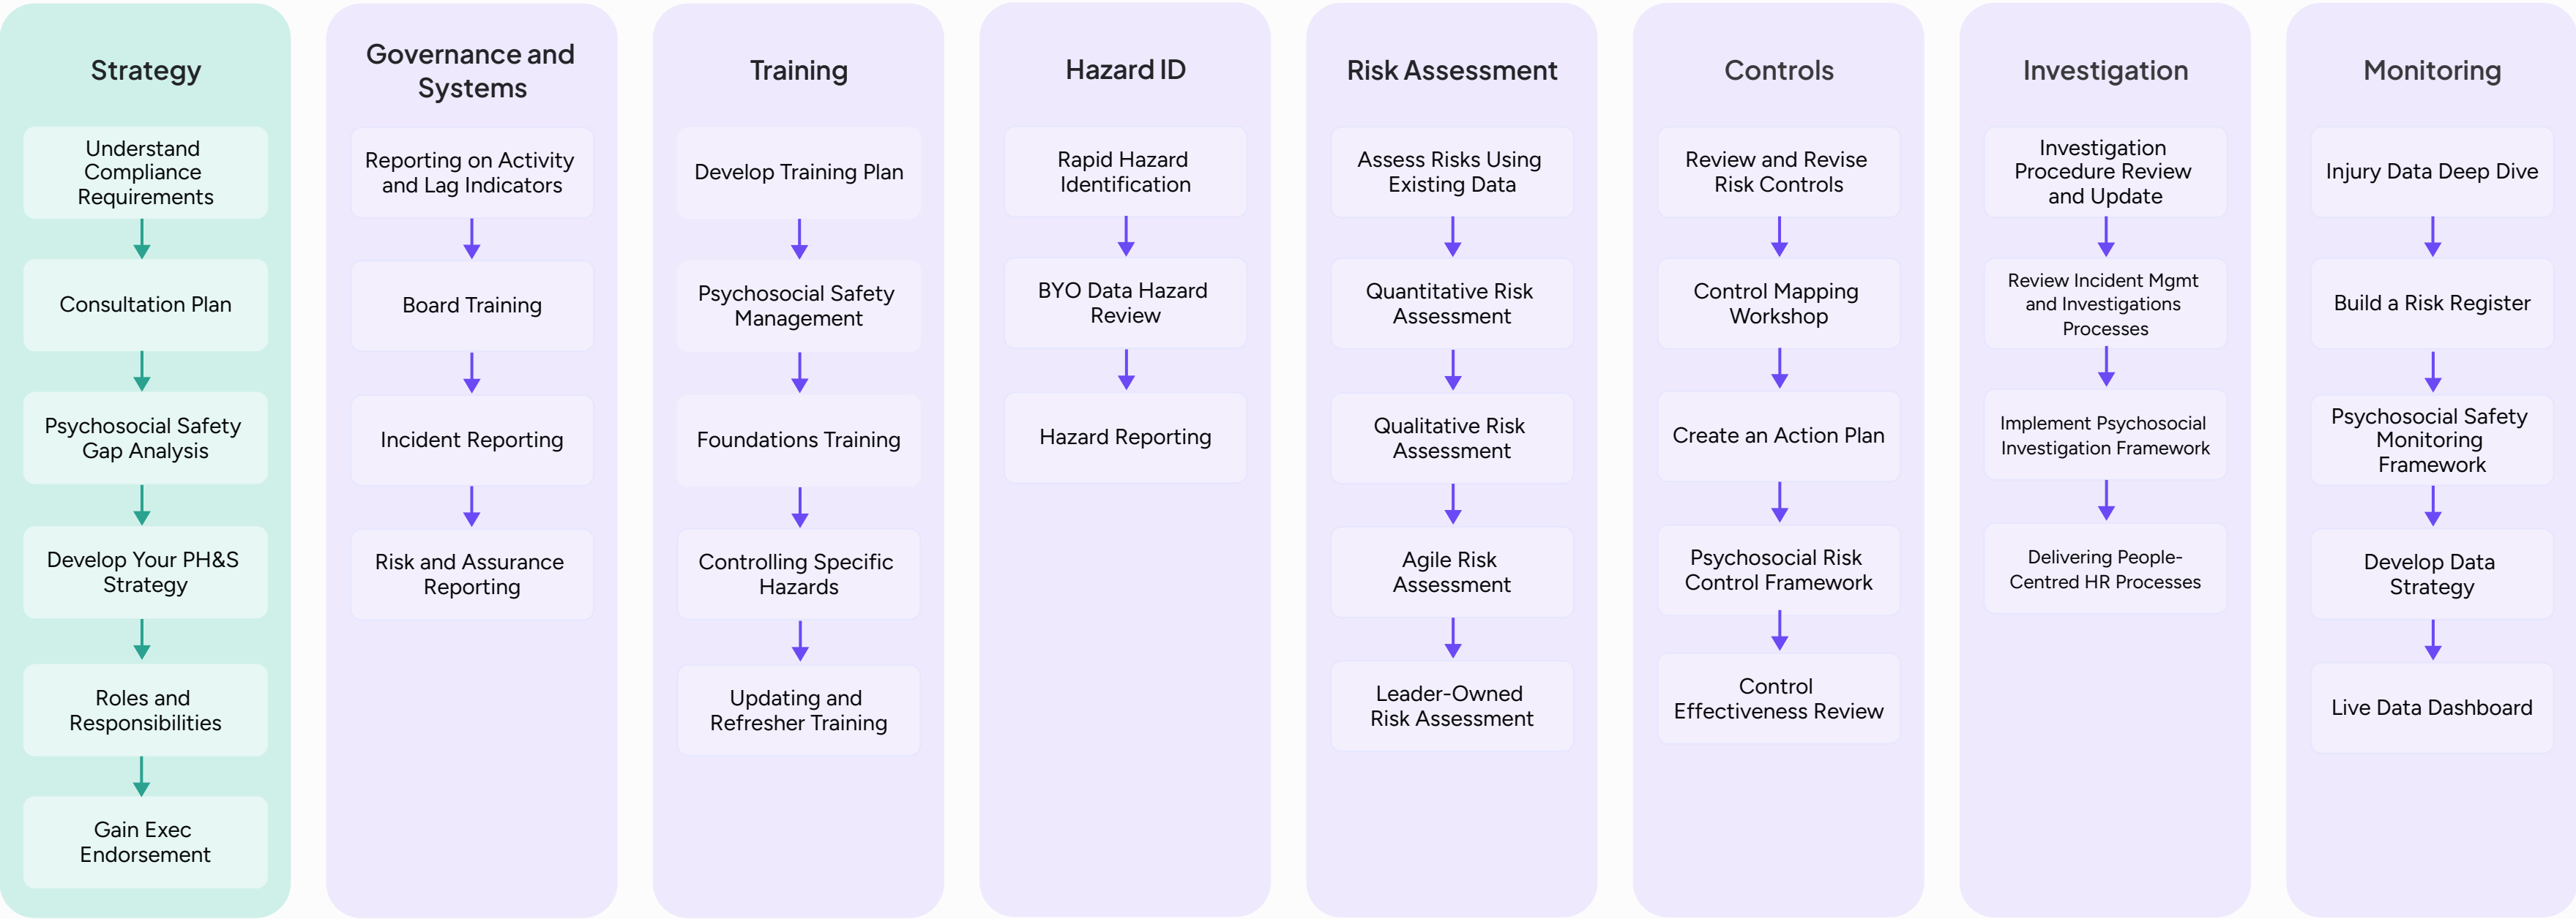 Strategy
Understand
Compliance
Requirements
Consultation Plan
Psychosocial Safety
Gap Analysis
Develop Your PH&S
Strategy
Roles and
Responsibilities
Gain Exec
Endorsement
Governance and
Systems
Reporting on Activity
and Lag Indicators
Board Training
Incident Reporting
Risk and Assurance
Reporting
Training
Develop Training Plan
Psychosocial Safety
Management
Foundations Training
Controlling Specific
Hazards
Updating and
Refresher Training
Hazard ID
Rapid Hazard
Identification
BYO Data Hazard
Review
Hazard Reporting
Risk Assessment
Assess Risks Using
Existing Data
Quantitative Risk
Assessment
Qualitative Risk
Assessment
Agile Risk
Assessment
Leader-Owned
Risk Assessment
Controls
Review and Revise
Risk Controls
Control Mapping
Workshop
Create an Action Plan
Psychosocial Risk
Control Framework
Control
Effectiveness Review
Investigation
Investigation
Procedure Review
and Update
Review Incident Mgmt
and Investigations
Processes
Implement Psychosocial
Investigation Framework
Delivering People-
Centred HR Processes
Monitoring
Injury Data Deep Dive
Build a Risk Register
Psychosocial Safety
Monitoring
Framework
Develop Data
Strategy
Live Data Dashboard